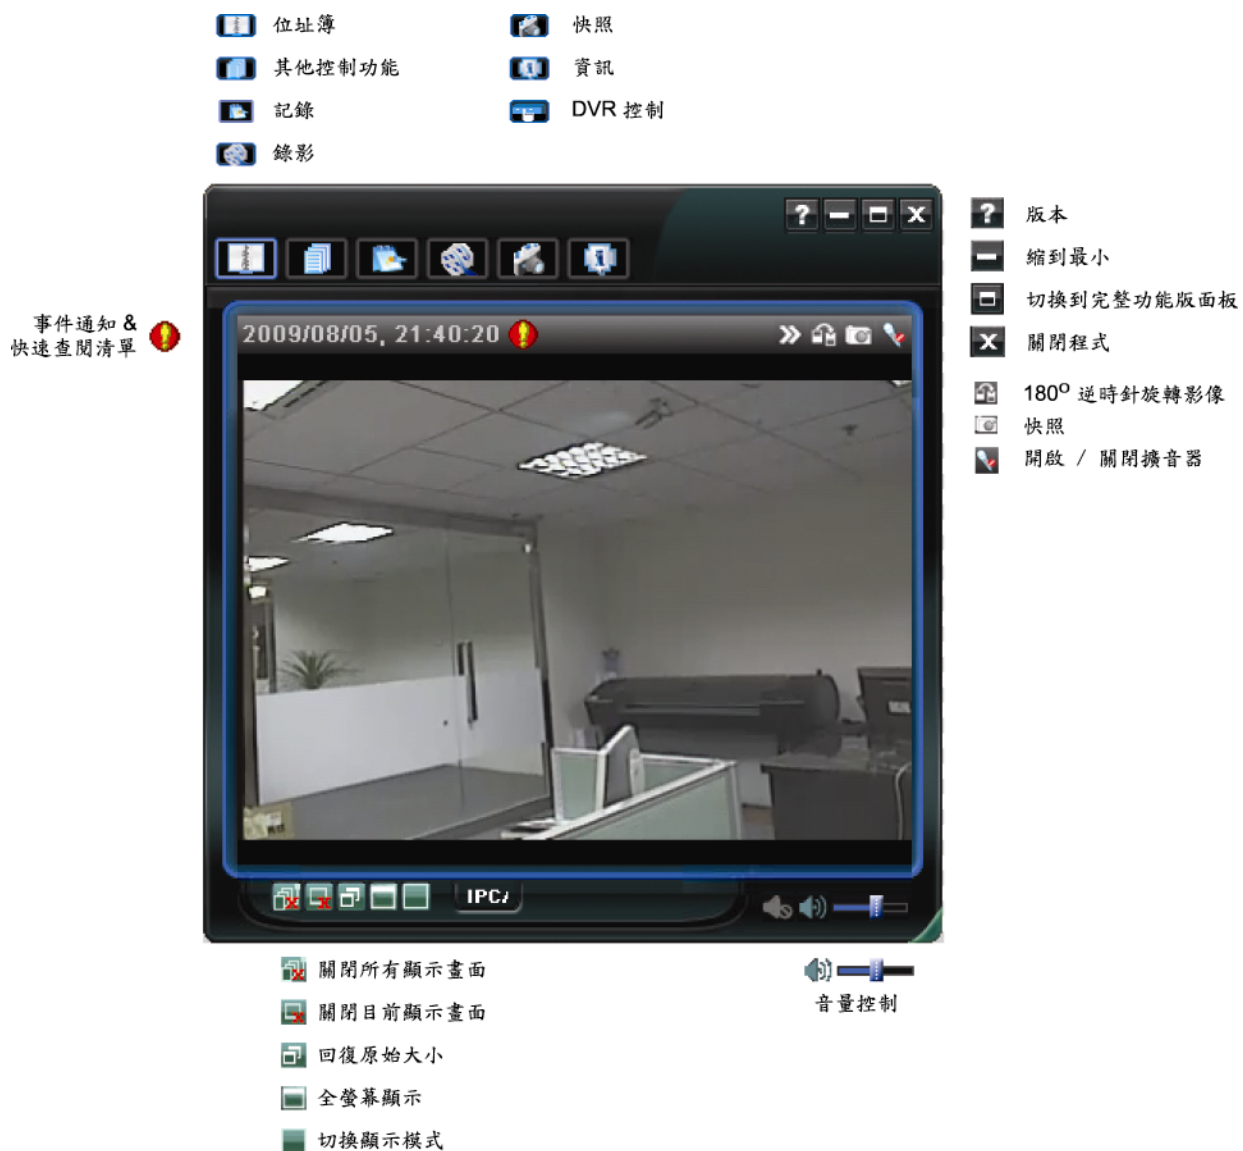 位址簿
快照
其他控制功能
資訊
記錄
DVR 控制
錄影
版本
縮到最小
切換到完整功能版面板
關閉程式
事件通知 &
快速查閱清單
2009/08/05, 21:40:20
180º 逆時針旋轉影像
快照
開啟 / 關閉擴音器
IPC
關閉所有顯示畫面
音量控制
關閉目前顯示畫面
回復原始大小
全螢幕顯示
切換顯示模式